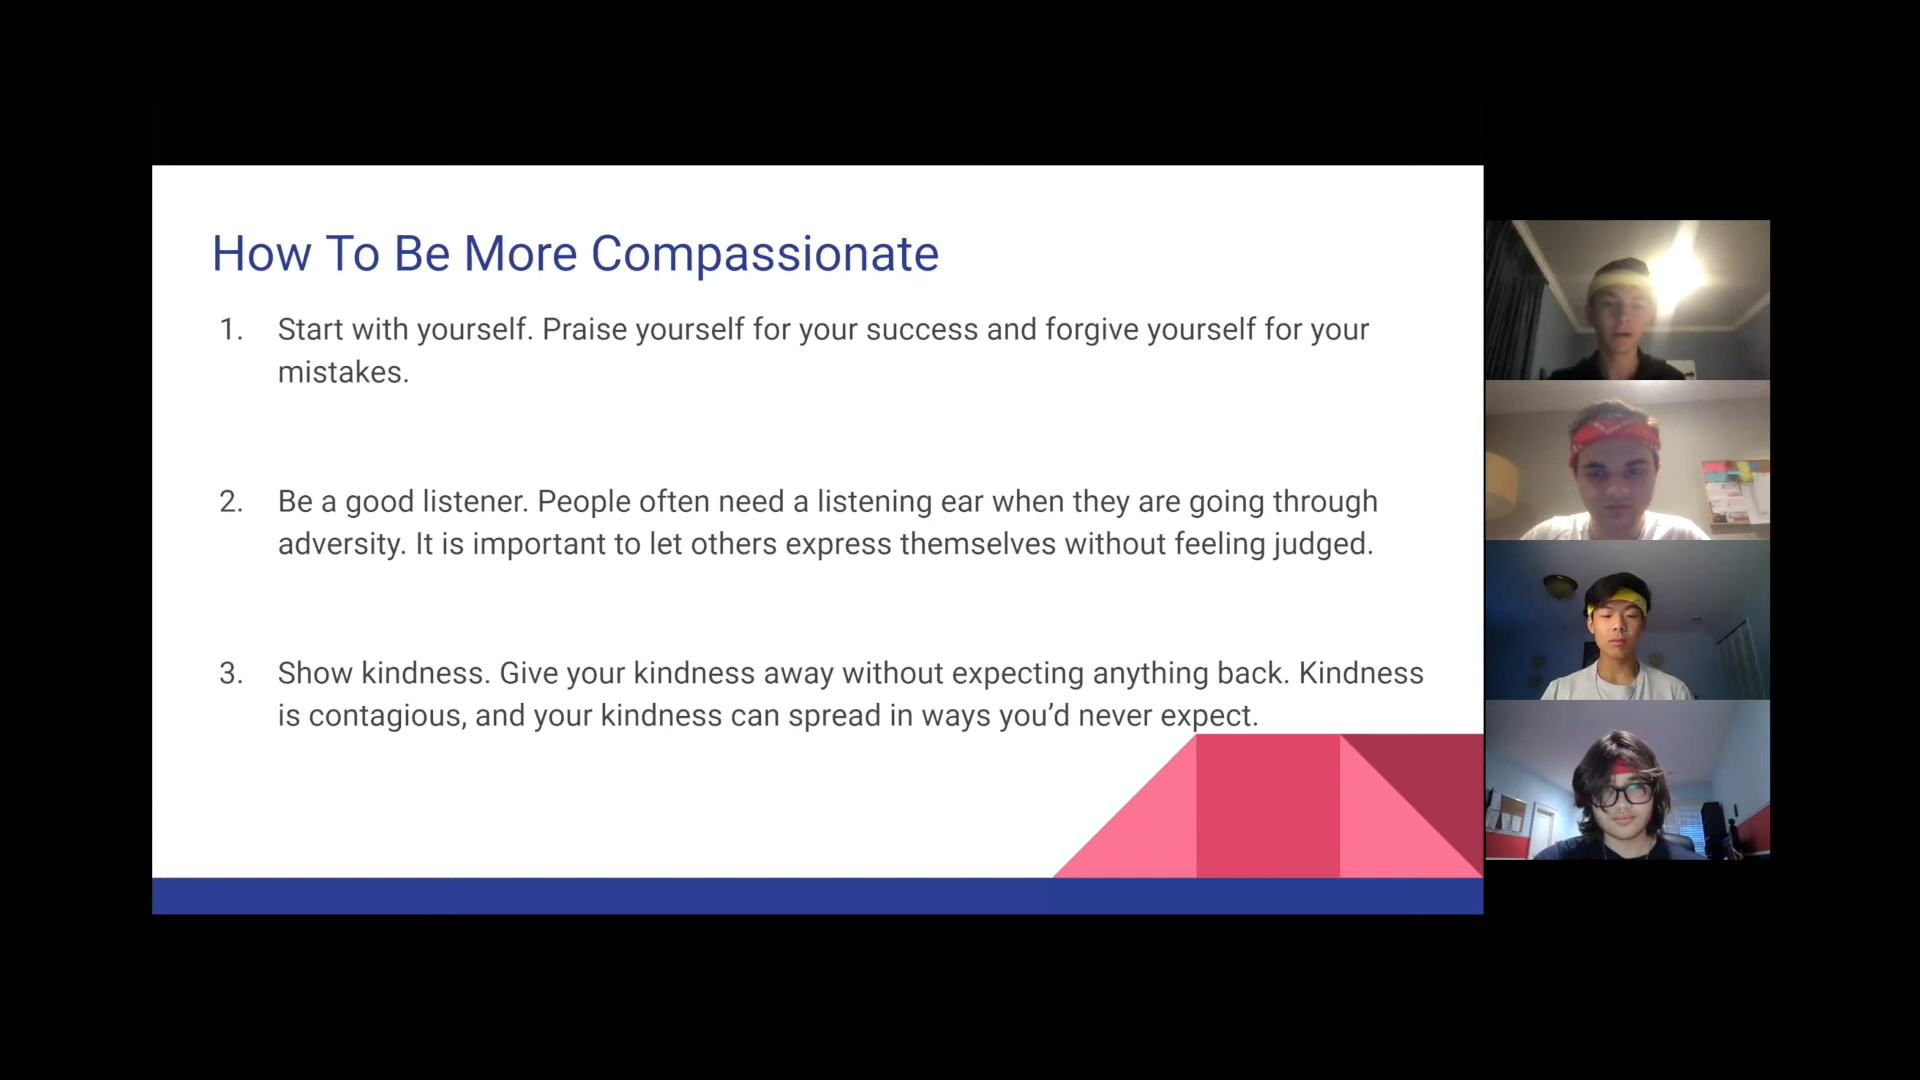 How To Be More Compassionate
1. Start with yourself. Praise yourself for your success and forgive yourself for your
mistakes.
2. Be a good listener. People often need a listening ear when they are going through
adversity. It is important to let others express themselves without feeling judged.
3. Show kindness. Give your kindness away without expecting anything back. Kindness
is contagious, and your kindness can spread in ways you’d never expect.